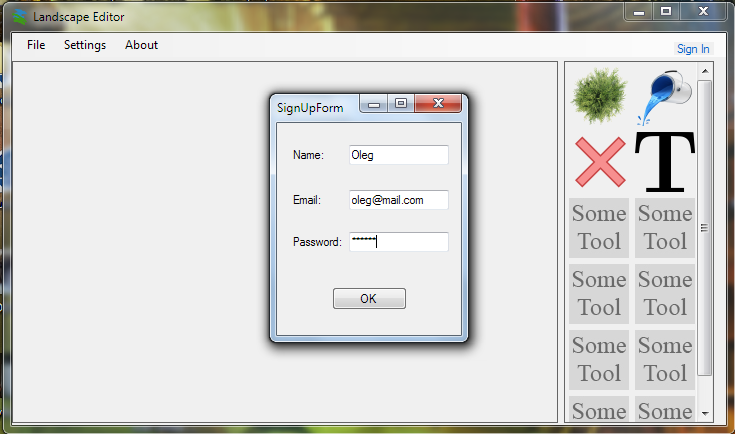 Landscape Editor
File Settings About
Sign In
SignUpForm
Name: Oleg
Email: oleg@mail.com
Password: ******
OK
T
Some Tool
Some Tool
Some Tool
Some Tool
Some Tool
Some Tool
Some
Some